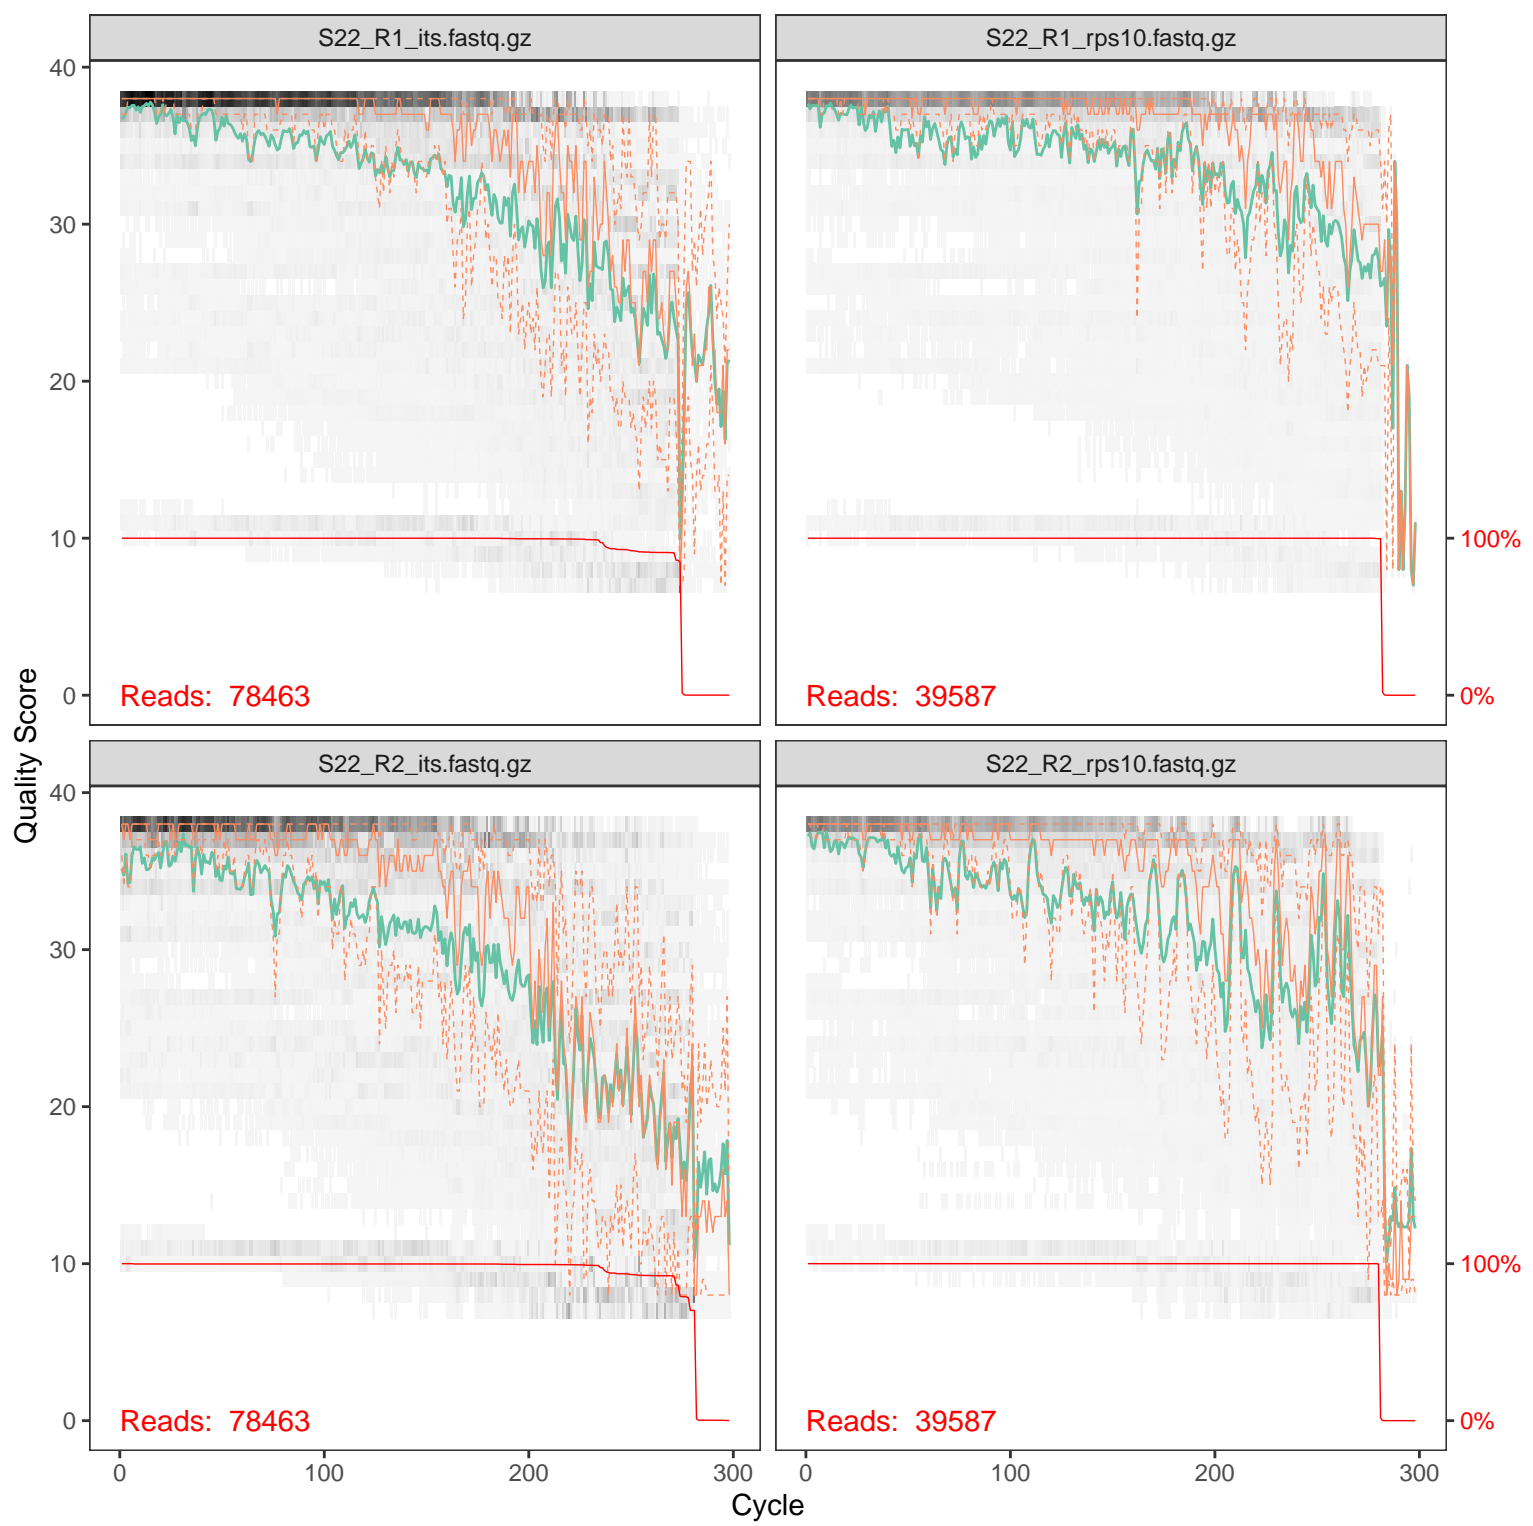 S22_R1_its.fastq.gz
S22_R1_rps10.fastq.gz
40
30
20
10
0
100%
0%
Reads: 78463
Reads: 39587
Quality Score
S22_R2_its.fastq.gz
S22_R2_rps10.fastq.gz
40
30
20
10
0
100%
0%
Reads: 78463
Reads: 39587
0 100 200 300
0 100 200 300
Cycle